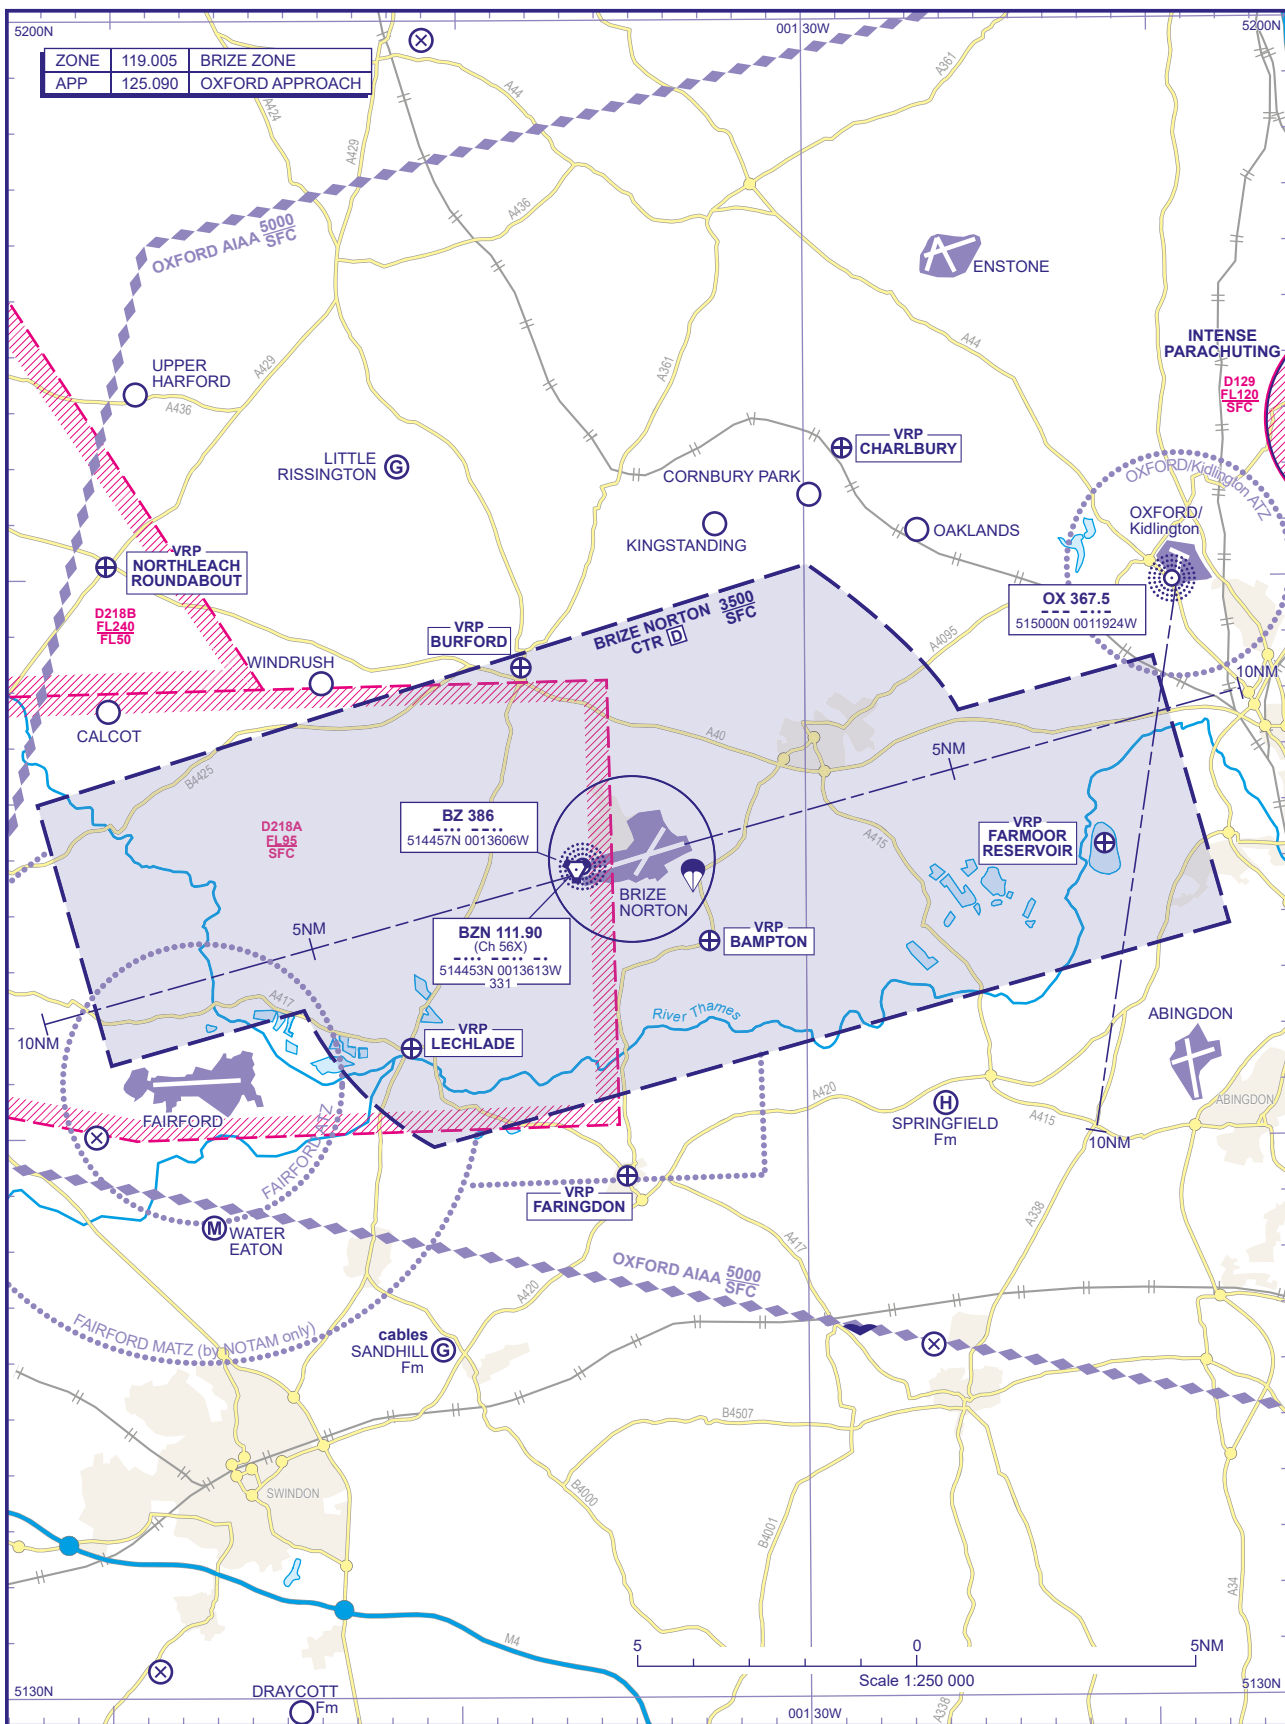 5200N
001 30W
5200N
ZONE 119.005 BRIZE ZONE
APP 125.090 OXFORD APPROACH
A424
A429
A44
A361
A436
OXFORD AIAA 5000
SFC
ENSTONE
A44
INTENSE
PARACHUTING
D129
FL120
SFC
UPPER
HARFORD
A429
A436
A361
LITTLE
RISSINGTON
G
VRP
CHARLBURY
CORNBURY PARK
KINGSTANDING
OAKLANDS
OXFORD/Kidlington ATZ
OXFORD/
Kidlington
VRP
NORTHLEACH
ROUNDABOUT
D218B
FL240
FL50
OX 367.5
515000N 0011924W
BRIZE NORTON 3500
CTR D SFC
VRP
BURFORD
A4095
WINDRUSH
10NM
CALCOT
A40
5NM
B4425
BZ 386
514457N 0013606W
D218A
FL95
SFC
A415
VRP
FARMOOR
RESERVOIR
BRIZE
NORTON
5NM
BZN 111.90
(Ch 56X)
514453N 0013613W
331
VRP
BAMPTON
A417
River Thames
10NM
VRP
LECHLADE
ABINGDON
FAIRFORD
A420
H
SPRINGFIELD
Fm
A415
ABINGDON
10NM
FAIRFORD ATZ
VRP
FARINGDON
M
WATER
EATON
A338
A417
OXFORD AIAA 5000
SFC
A420
FAIRFORD MATZ (by NOTAM only)
cables
SANDHILL
Fm
G
B4507
SWINDON
B4000
B4001
A34
M4
5 0 5NM
Scale 1:250 000
5130N
DRAYCOTT
Fm
001 30W
A338
5130N